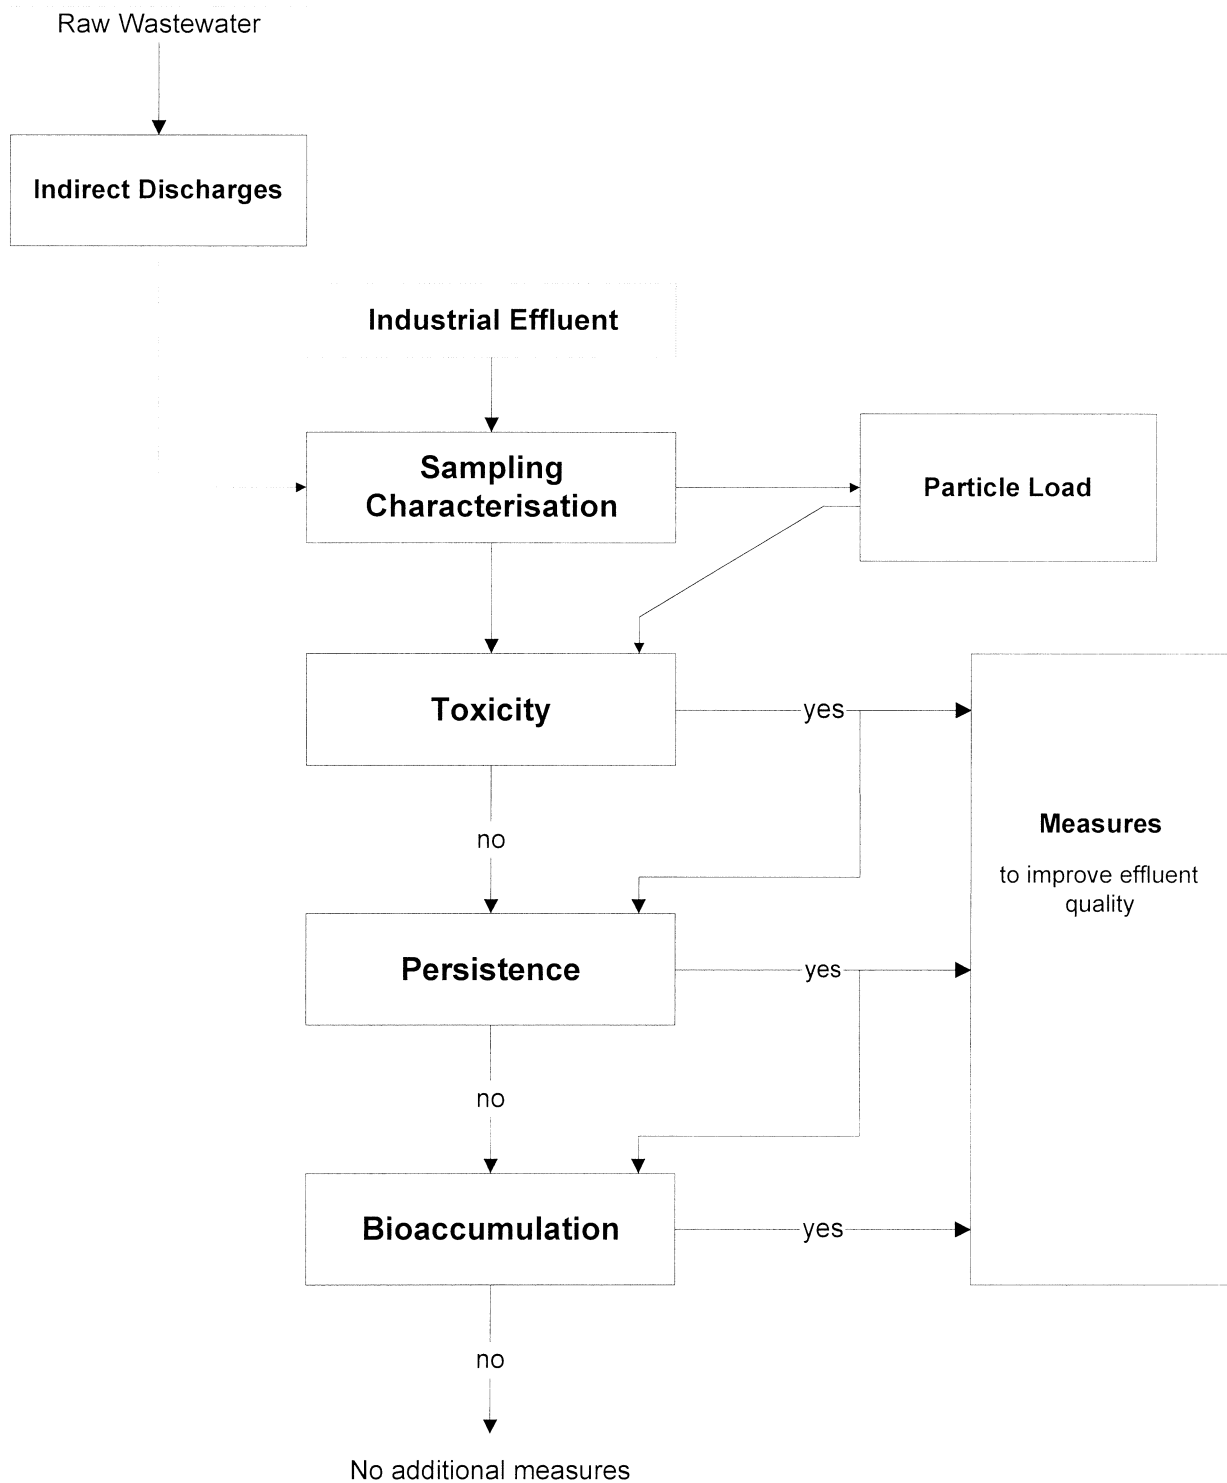 Raw Wastewater
Indirect Discharges
Industrial Effluent
Sampling
Characterisation
Particle Load
Toxicity
yes
Measures
to improve effluent
quality
no
Persistence
yes
no
Bioaccumulation
yes
no
No additional measures